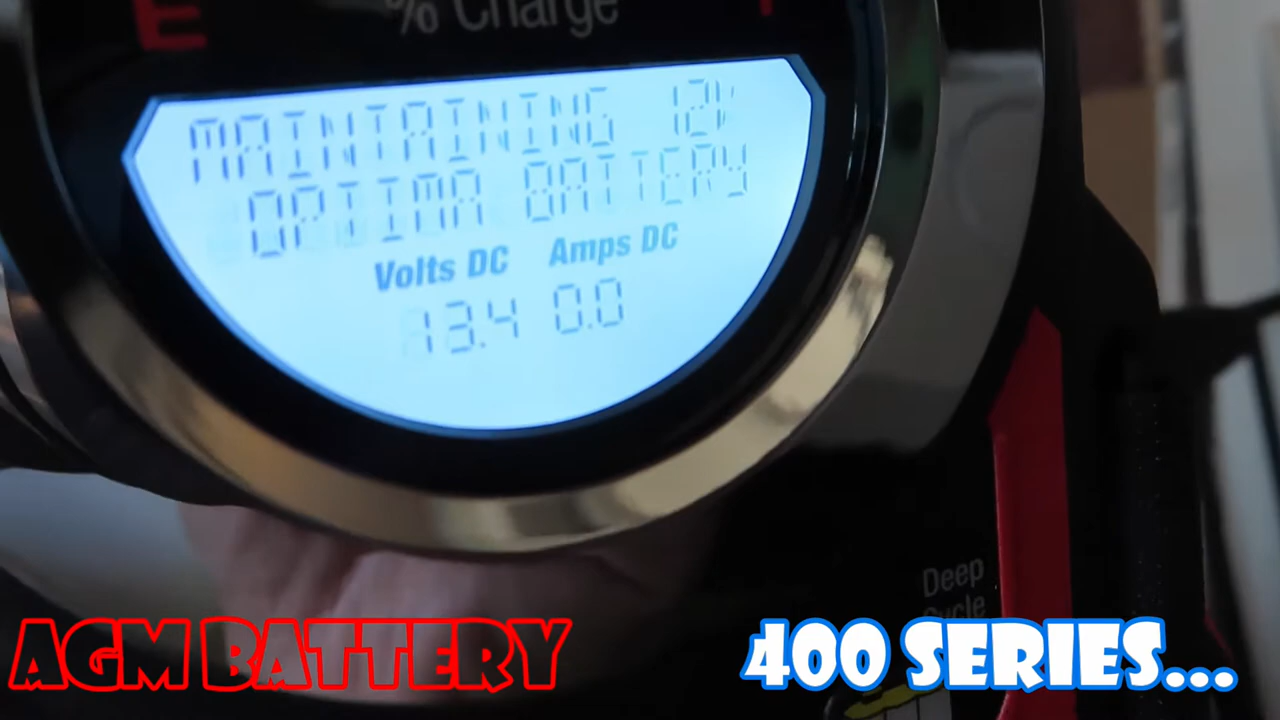 E % Charge
MAINTAINING 12V
OPTIMA BATTERY
Volts DC Amps DC
13.4 0.0
Deep
Cycle
AGM BATTERY
400 SERIES...